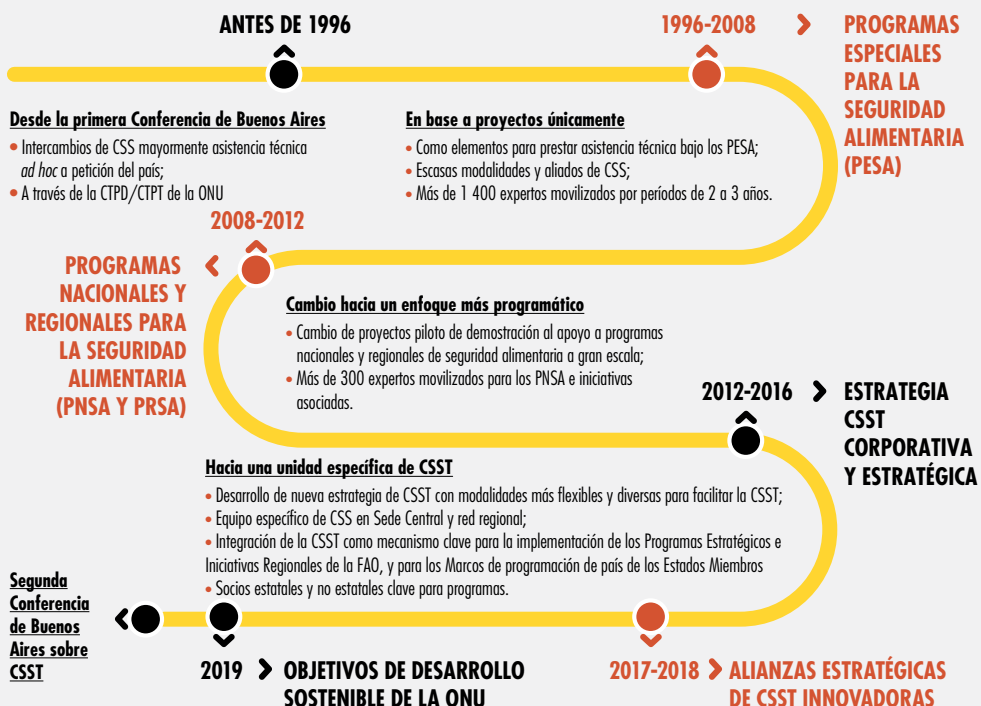 ANTES DE 1996
Desde la primera Conferencia de Buenos Aires
• Intercambios de CSS mayormente asistencia técnica
ad hoc a petición del país;
• A través de la CTPD/CTPT de la ONU
1996-2008
PROGRAMAS
ESPECIALES
PARA LA
SEGURIDAD
ALIMENTARIA
(PESA)
En base a proyectos únicamente
• Como elementos para prestar asistencia técnica bajo los PESA;
• Escasas modalidades y aliados de CSS;
• Más de 1 400 expertos movilizados por períodos de 2 a 3 años.
2008-2012
PROGRAMAS
NACIONALES Y
REGIONALES PARA
LA SEGURIDAD
ALIMENTARIA
(PNSA Y PRSA)
Cambio hacia un enfoque más programático
• Cambio de proyectos piloto de demostración al apoyo a programas
nacionales y regionales de seguridad alimentaria a gran escala;
• Más de 300 expertos movilizados para los PNSA e iniciativas
asociadas.
2012-2016
ESTRATEGIA
CSST
CORPORATIVA
Y ESTRATÉGICA
Hacia una unidad específica de CSST
• Desarrollo de nueva estrategia de CSST con modalidades más flexibles y diversas para facilitar la CSST;
• Equipo específico de CSS en Sede Central y red regional;
• Integración de la CSST como mecanismo clave para la implementación de los Programas Estratégicos e
Iniciativas Regionales de la FAO, y para los Marcos de programación de país de los Estados Miembros
• Socios estatales y no estatales clave para programas.
2017-2018
ALIANZAS ESTRATÉGICAS
DE CSST INNOVADORAS
2019
OBJETIVOS DE DESARROLLO
SOSTENIBLE DE LA ONU
Segunda
Conferencia
de Buenos
Aires sobre
CSST